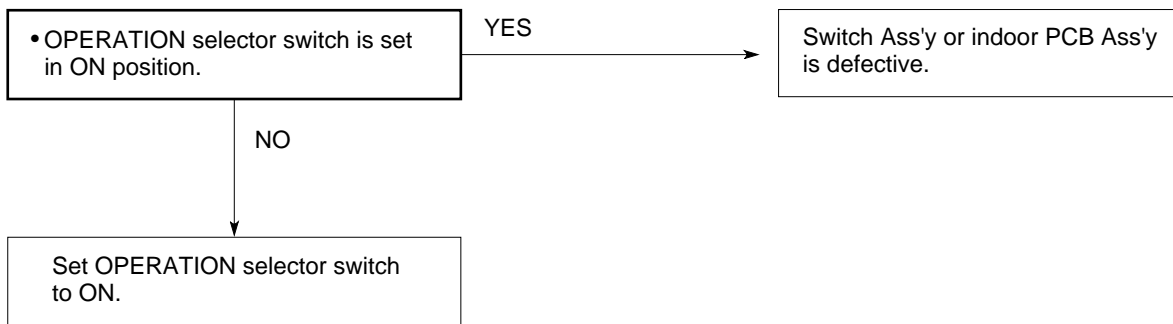 • OPERATION selector switch is set
in ON position.
YES
Switch Ass'y or indoor PCB Ass'y
is defective.
NO
Set OPERATION selector switch
to ON.